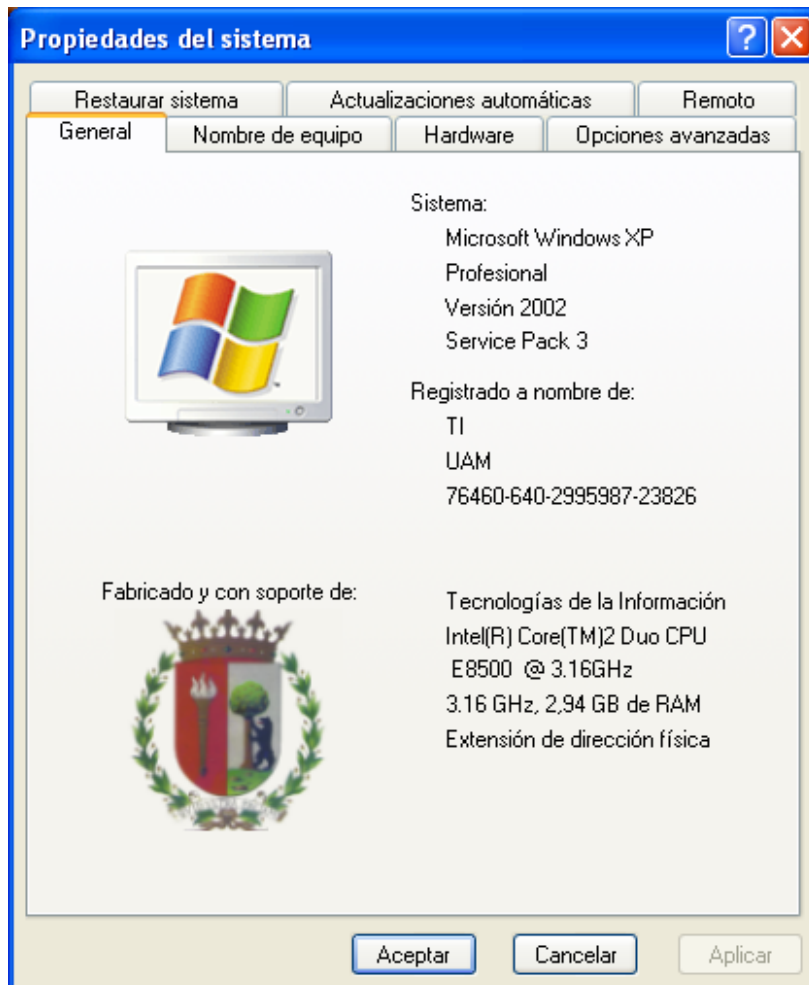 Propiedades del sistema
Restaurar sistema
Actualizaciones automáticas
Remoto
General
Nombre de equipo
Hardware
Opciones avanzadas
Sistema:
Microsoft Windows XP
Profesional
Versión 2002
Service Pack 3
Registrado a nombre de:
TI
UAM
76460-640-2995987-23826
Fabricado y con soporte de:
Tecnologías de la Información
Intel(R) Core(TM)2 Duo CPU
E8500 @ 3.16GHz
3.16 GHz, 2,94 GB de RAM
Extensión de dirección física
Aceptar
Cancelar
Aplicar